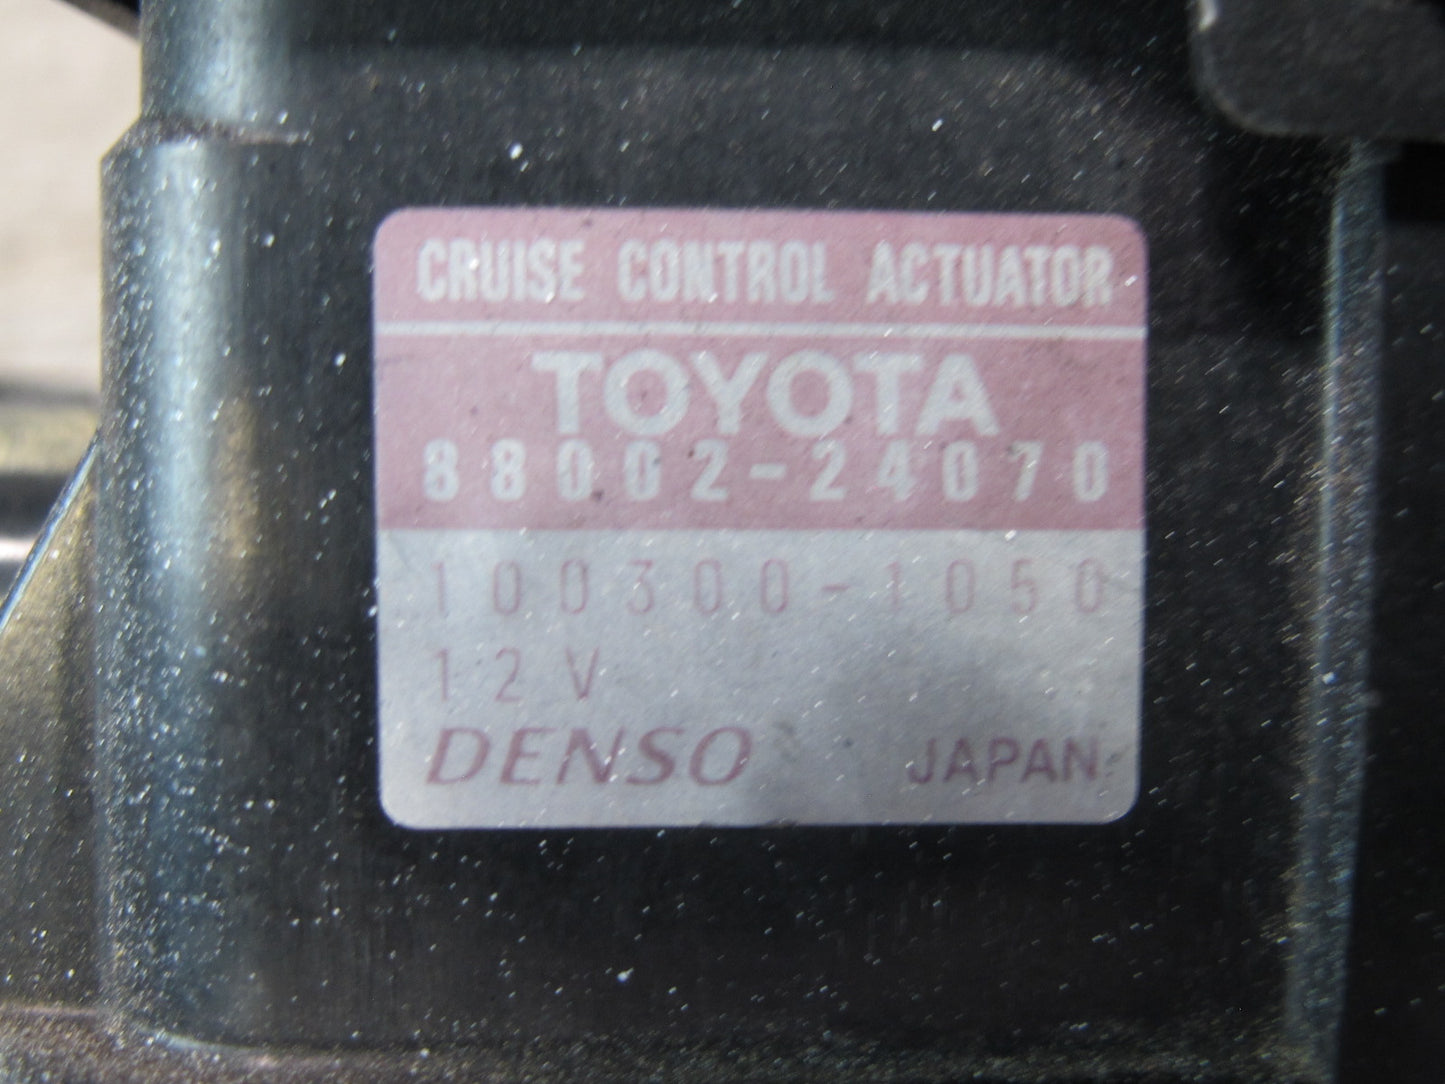 CRUISE CONTROL ACTUATOR
TOYOTA
88002-24070
100300-1050
12V
DENSO JAPAN